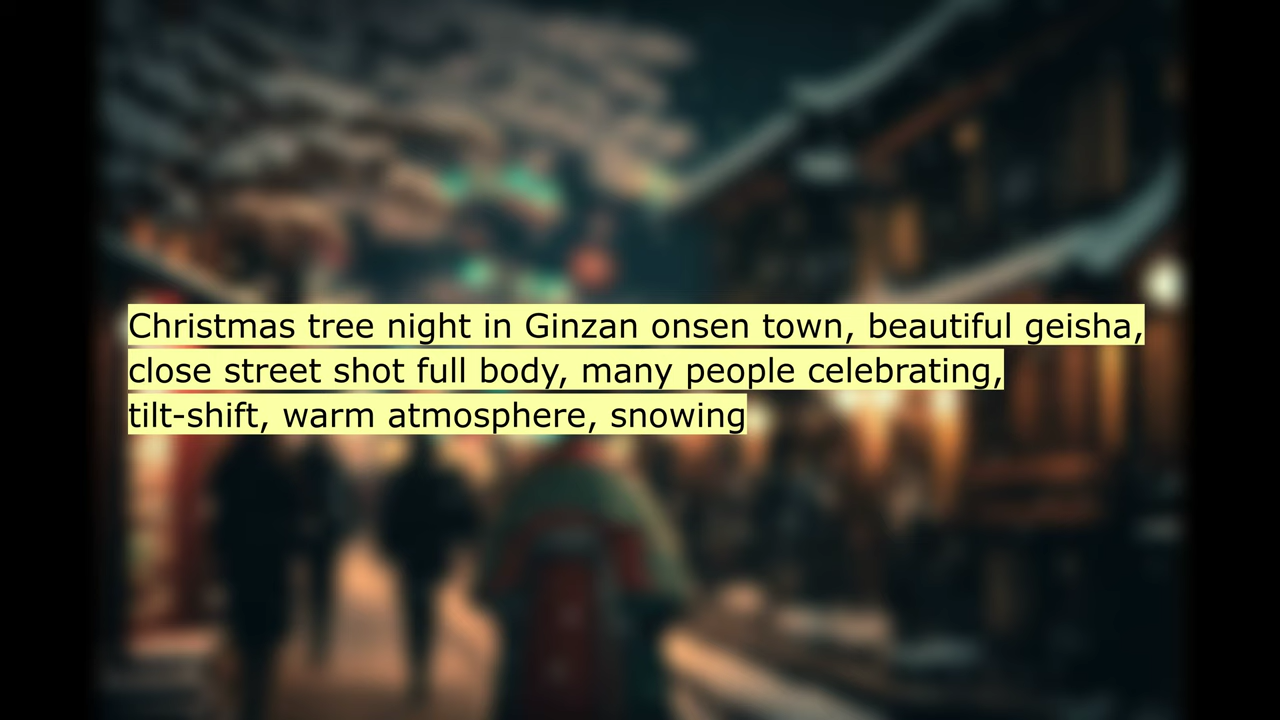 Christmas tree night in Ginzan onsen town, beautiful geisha,
close street shot full body, many people celebrating,
tilt-shift, warm atmosphere, snowing